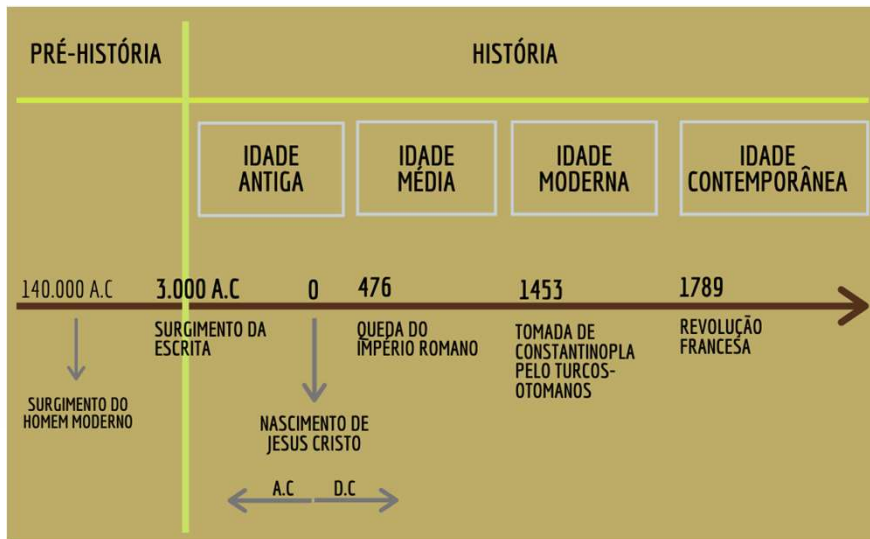 PRÉ-HISTÓRIA
HISTÓRIA
IDADE
ANTIGA
IDADE
MÉDIA
IDADE
MODERNA
IDADE
CONTEMPORÂNEA
140.000 A.C
3.000 A.C
0
476
1453
1789
SURGIMENTO DO
HOMEM MODERNO
SURGIMENTO DA
ESCRITA
NASCIMENTO DE
JESUS CRISTO
A.C
D.C
QUEDA DO
IMPÉRIO ROMANO
TOMADA DE
CONSTANTINOPLA
PELO TURCOS-
OTOMANOS
REVOLUÇÃO
FRANCESA